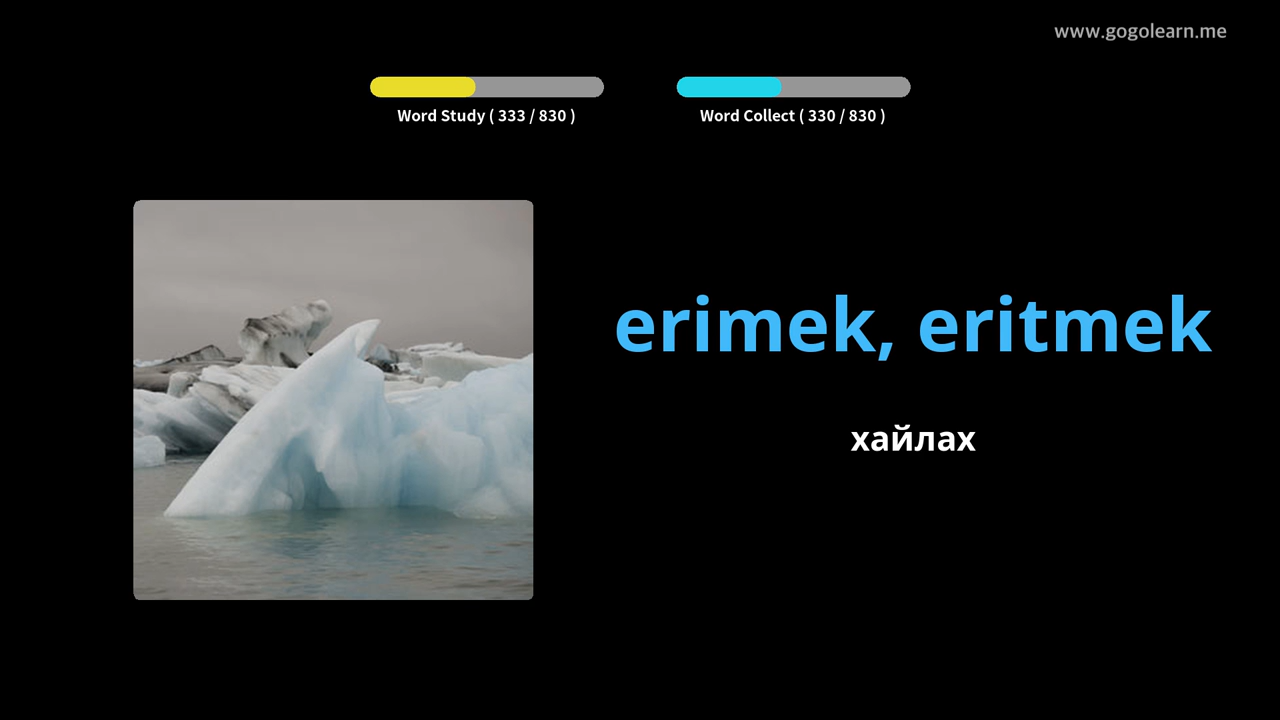 www.gogolearn.me
Word Study ( 333 / 830 )
Word Collect ( 330 / 830 )
erimek, eritmek
хайлах